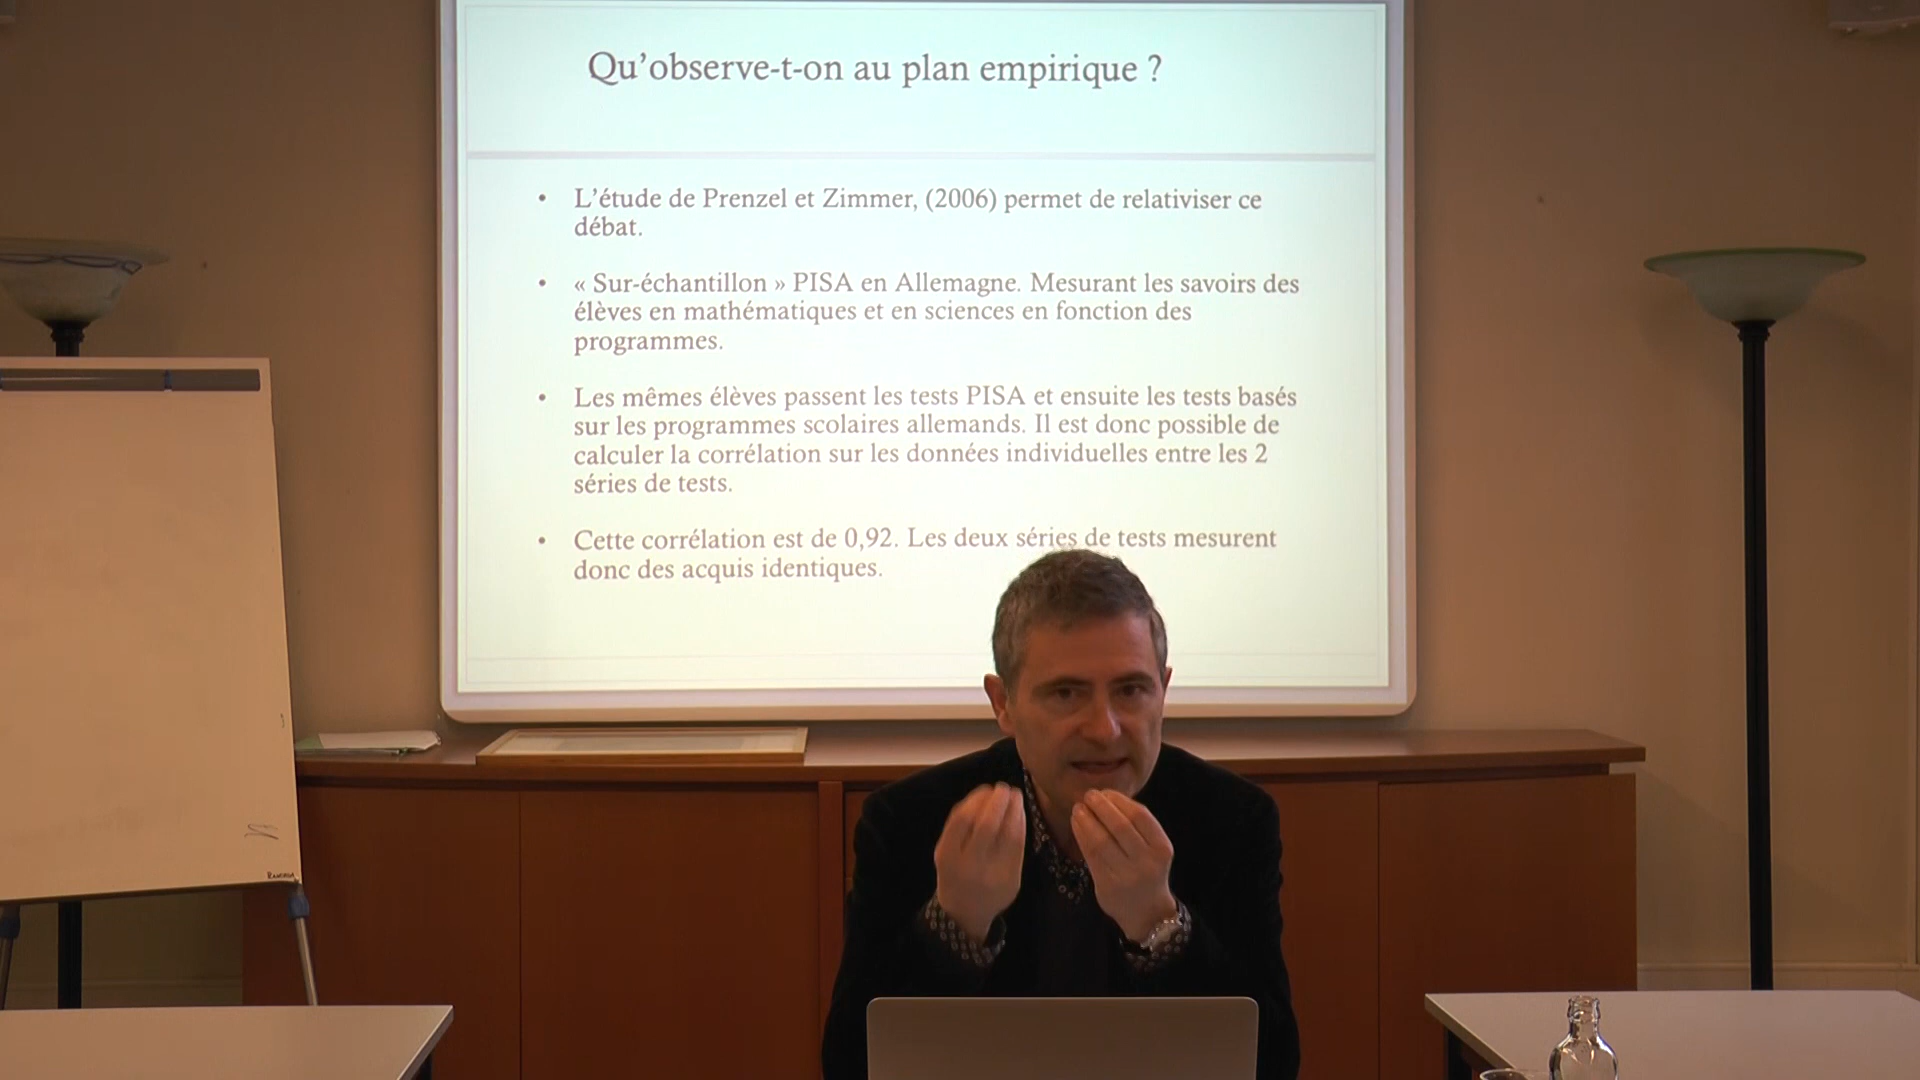 Qu’observe-t-on au plan empirique ?
• L’étude de Prenzel et Zimmer, (2006) permet de relativiser ce
débat.
• « Sur-échantillon » PISA en Allemagne. Mesurant les savoirs des
élèves en mathématiques et en sciences en fonction des
programmes.
• Les mêmes élèves passent les tests PISA et ensuite les tests basés
sur les programmes scolaires allemands. Il est donc possible de
calculer la corrélation sur les données individuelles entre les 2
séries de tests.
• Cette corrélation est de 0,92. Les deux séries de tests mesurent
donc des acquis identiques.